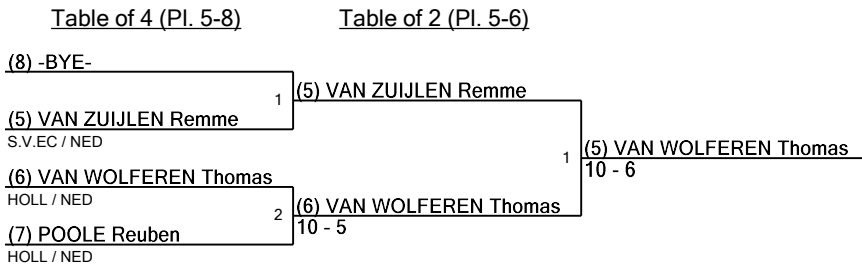 Table of 4 (Pl. 5-8)
Table of 2 (Pl. 5-6)
(8) -BYE-
1
(5) VAN ZUIJLEN Remme
(5) VAN ZUIJLEN Remme
S.V.EC / NED
1
(5) VAN WOLFEREN Thomas
10 - 6
(6) VAN WOLFEREN Thomas
HOLL / NED
2
(6) VAN WOLFEREN Thomas
10 - 5
(7) POOLE Reuben
HOLL / NED